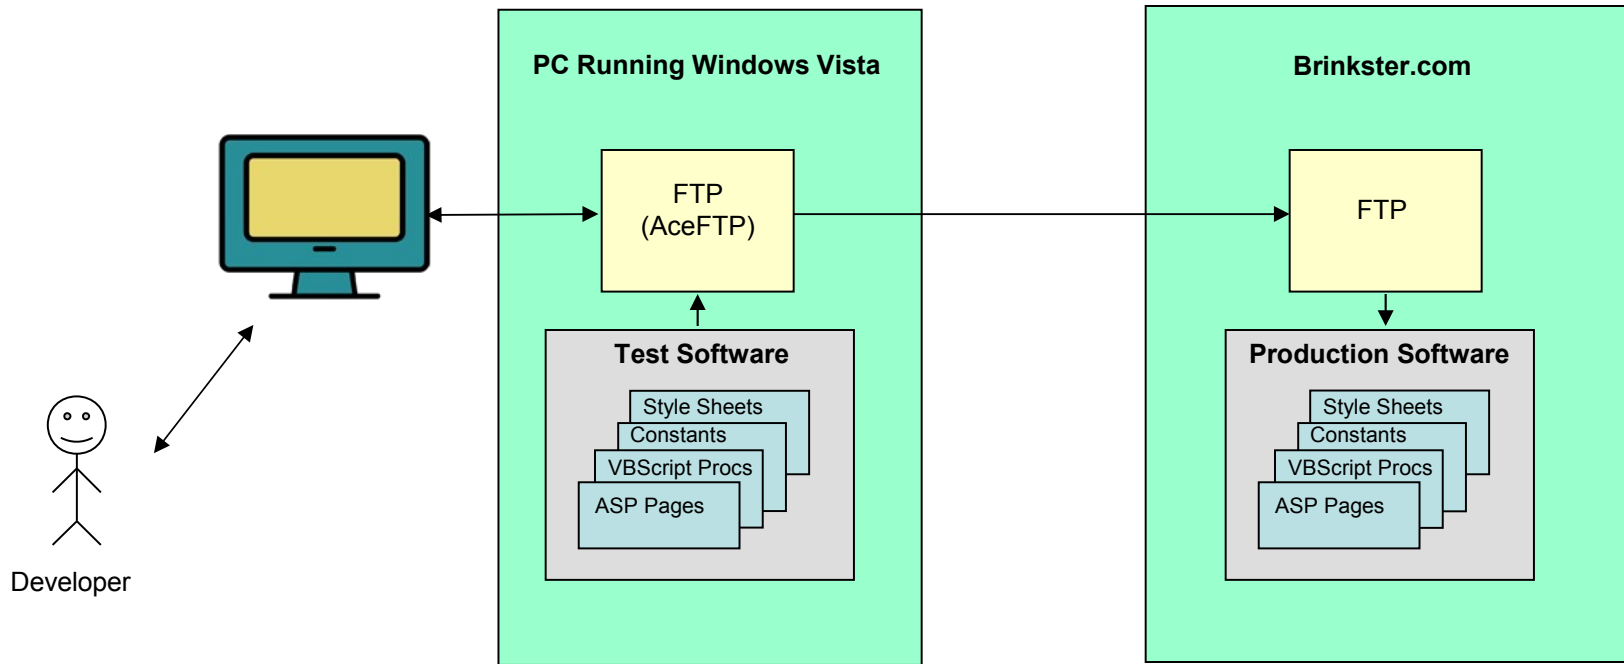 PC Running Windows Vista
Brinkster.com
FTP
(AceFTP)
FTP
Test Software
Style Sheets
Constants
VBScript Procs
ASP Pages
Production Software
Style Sheets
Constants
VBScript Procs
ASP Pages
Developer